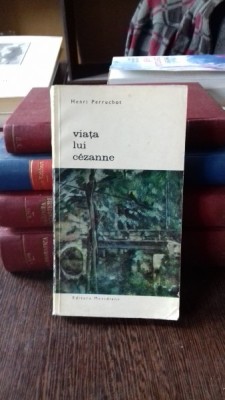 Henri Perruchot
viața
lui
cézanne
Editura Meridiane